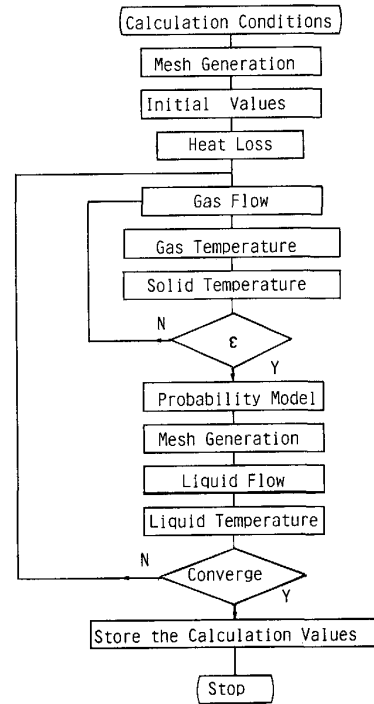 Calculation Conditions
Mesh Generation
Initial Values
Heat Loss
Gas Flow
Gas Temperature
Solid Temperature
N
ε
Y
Probability Model
Mesh Generation
Liquid Flow
Liquid Temperature
N
Converge
Y
Store the Calculation Values
Stop